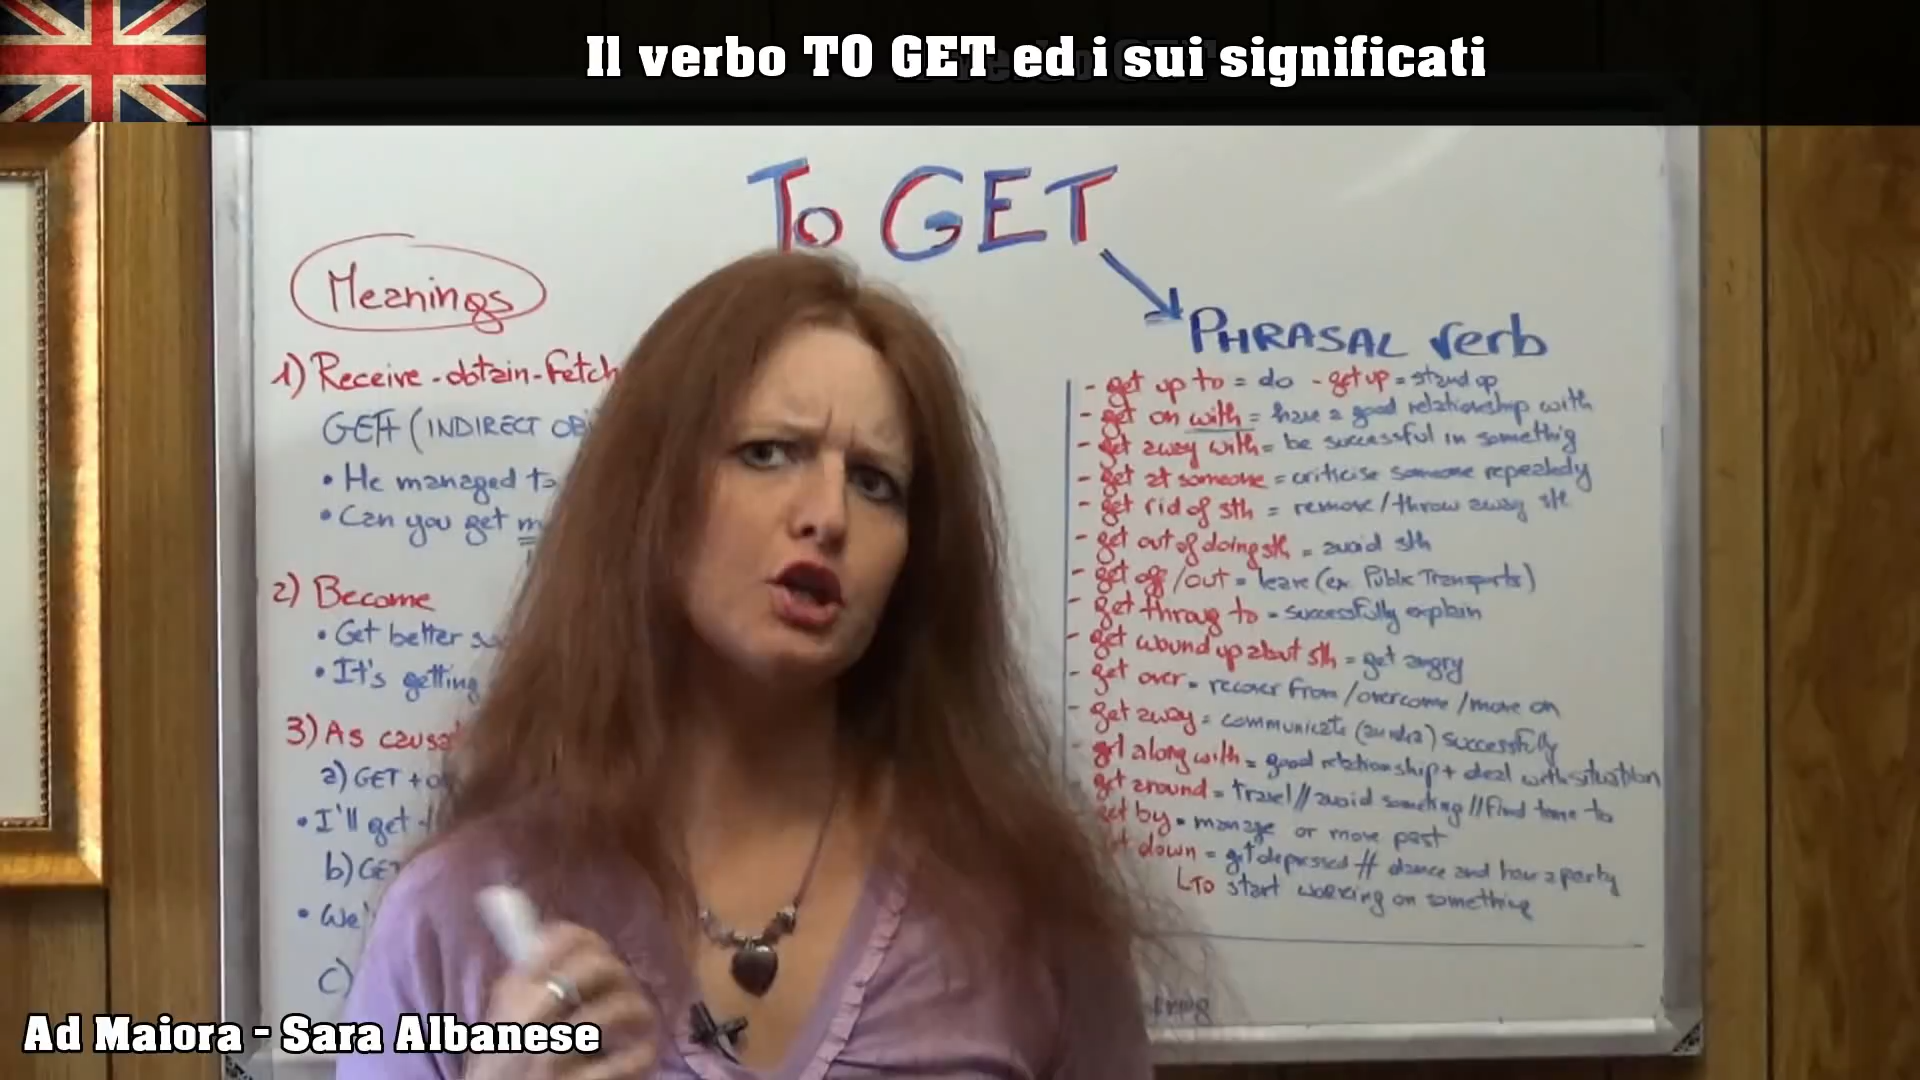 Il verbo TO GET ed i sui significati
TO GET
Meanings
1) Receive - obtain - fetch
GET + (INDIRECT OBJ
• He managed to
• Can you get
2) Become
• Get better
• It's getting
3) As causa
a) GET +
• I'll get
b) GET
• We'
c)
PHRASAL verb
- get up to = do - get up = stand up
- get on with = have a good relationship with
- get away with = be successful in somethig
- get at someone = criticise someone repeatedly
- get rid of sth = remove / throw away sth
- get out of doing sth = avoid sth
- get off / out = leave (ex Public Transports)
- get throug to = successfully explain
- get wound up about sth = get angry
- get over = recover from / overcome / more on
- get away = communicate successfully
- get along with = good relationship + deal with situation
get around = travel // avoid someting // find time to
get by = manage or move past
get down = get depressed // dance and have a party
TO start working on something
Ad Maiora - Sara Albanese